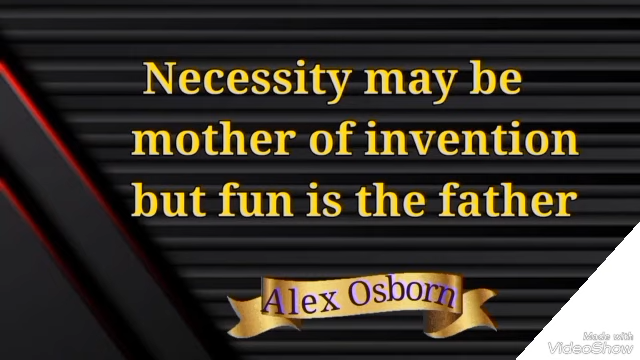 Necessity may be
mother of invention
but fun is the father
Alex Osborn
Made with
VideoShow